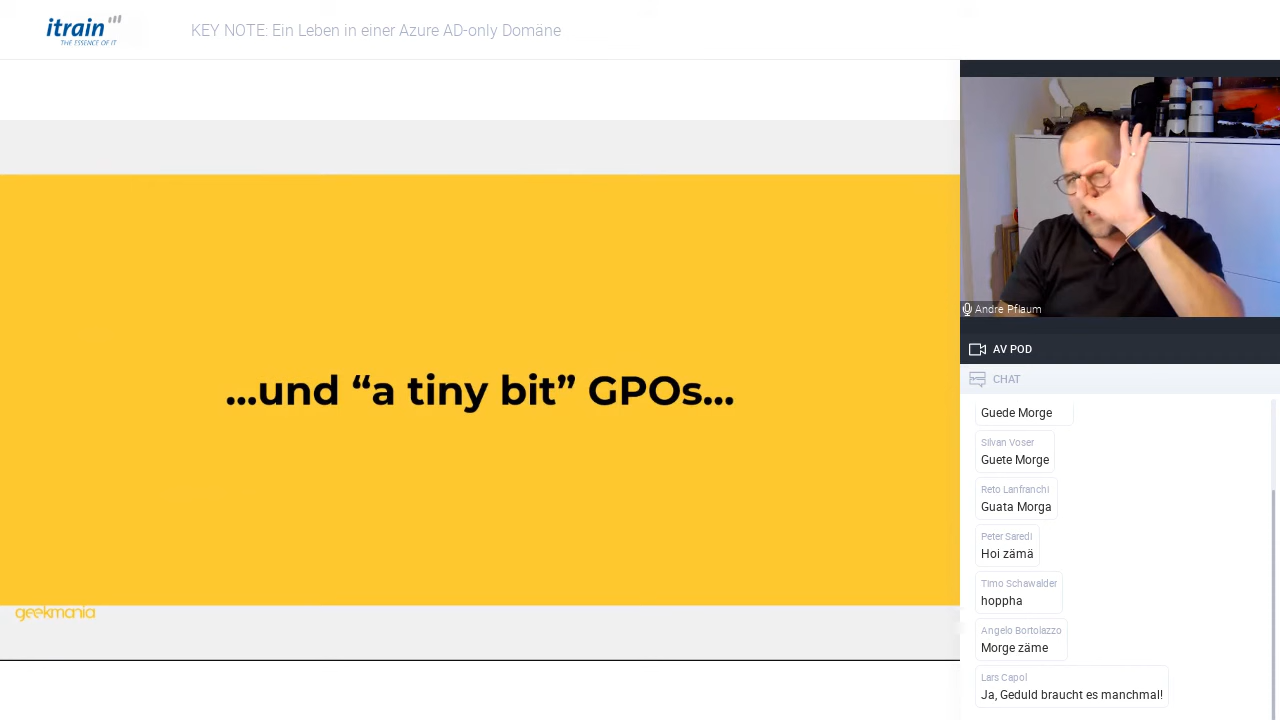 itrain
THE ESSENCE OF IT
KEY NOTE: Ein Leben in einer Azure AD-only Domäne
...und “a tiny bit” GPOs...
geekmania
Andre Pflaum
AV POD
CHAT
Guede Morge
Silvan Voser
Guete Morge
Reto Lanfranchi
Guata Morga
Peter Saredi
Hoi zämä
Timo Schawalder
hoppha
Angelo Bortolazzo
Morge zäme
Lars Capol
Ja, Geduld braucht es manchmal!